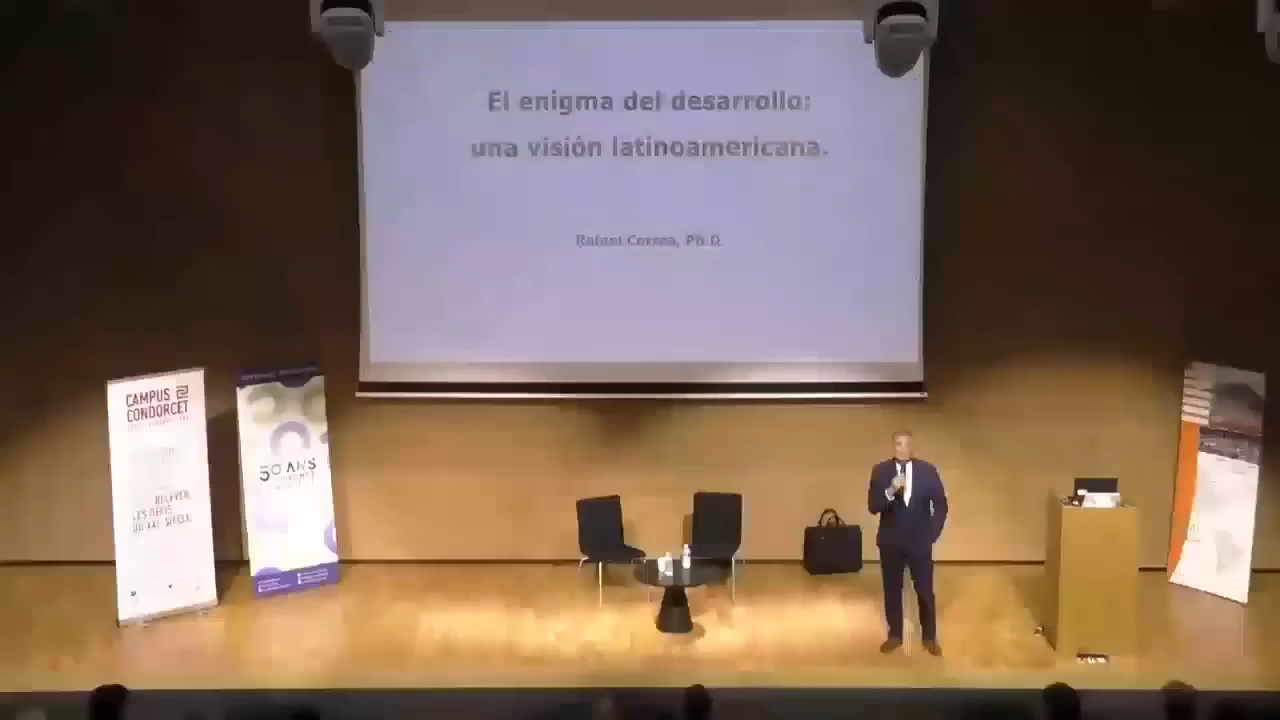 El enigma del desarrollo:
una visión latinoamericana.
Rafael Correa, Ph.D.
CAMPUS
CONDORCET
50 ANS
RELEVER
LES DÉFIS
DU XXIe SIÈCLE